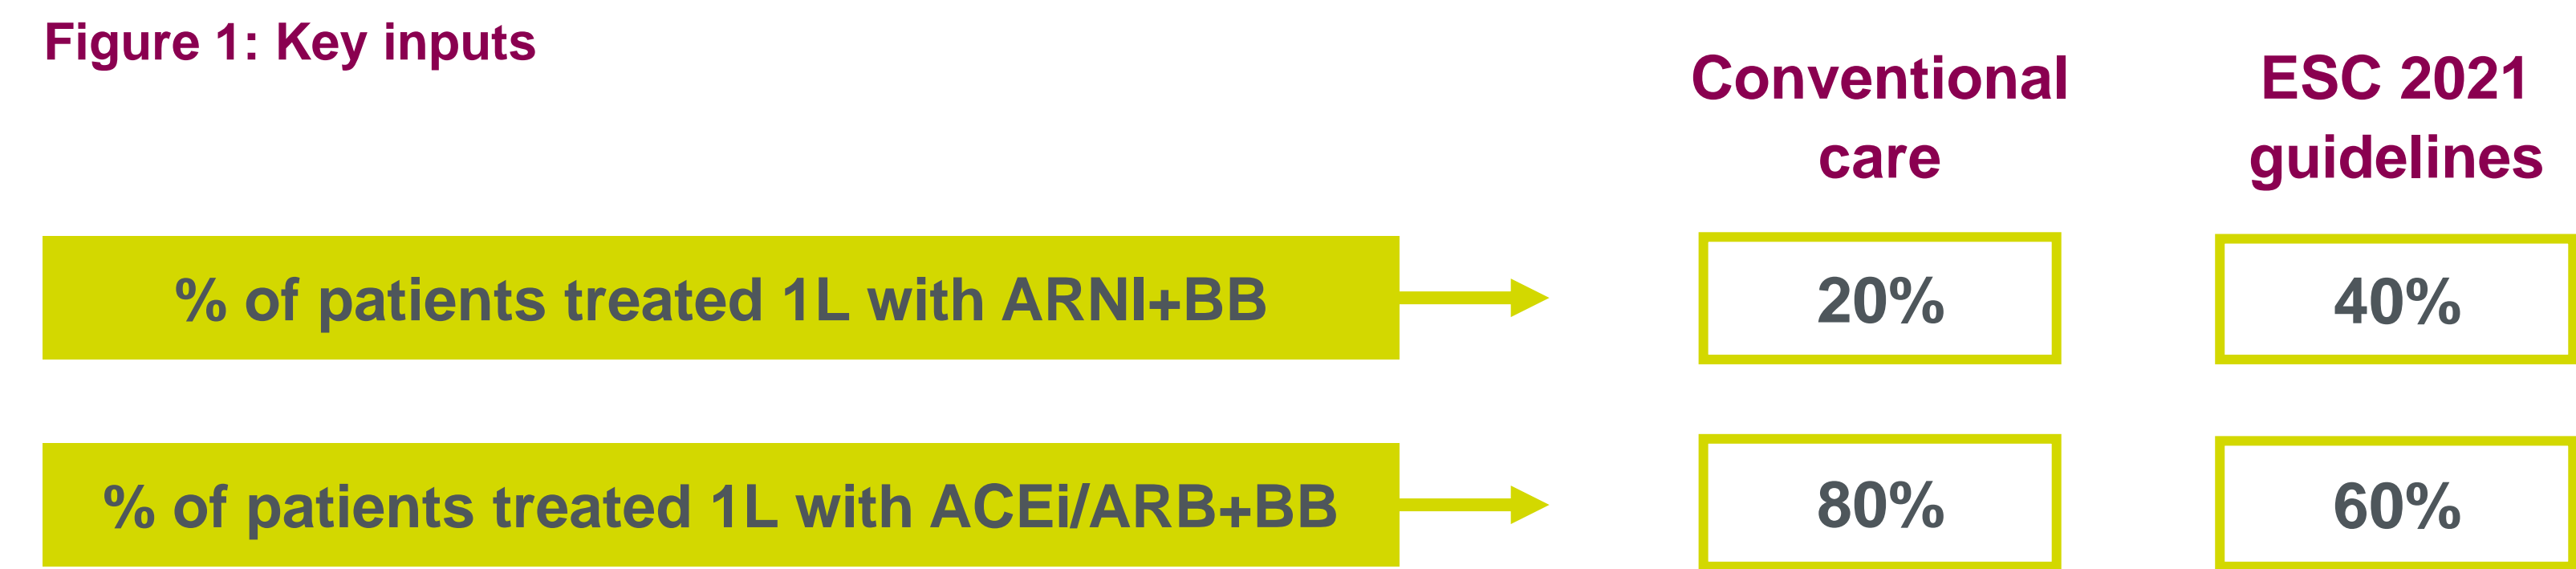 Figure 1: Key inputs
Conventional
care
ESC 2021
guidelines
% of patients treated 1L with ARNI+BB
20%
40%
% of patients treated 1L with ACEi/ARB+BB
80%
60%